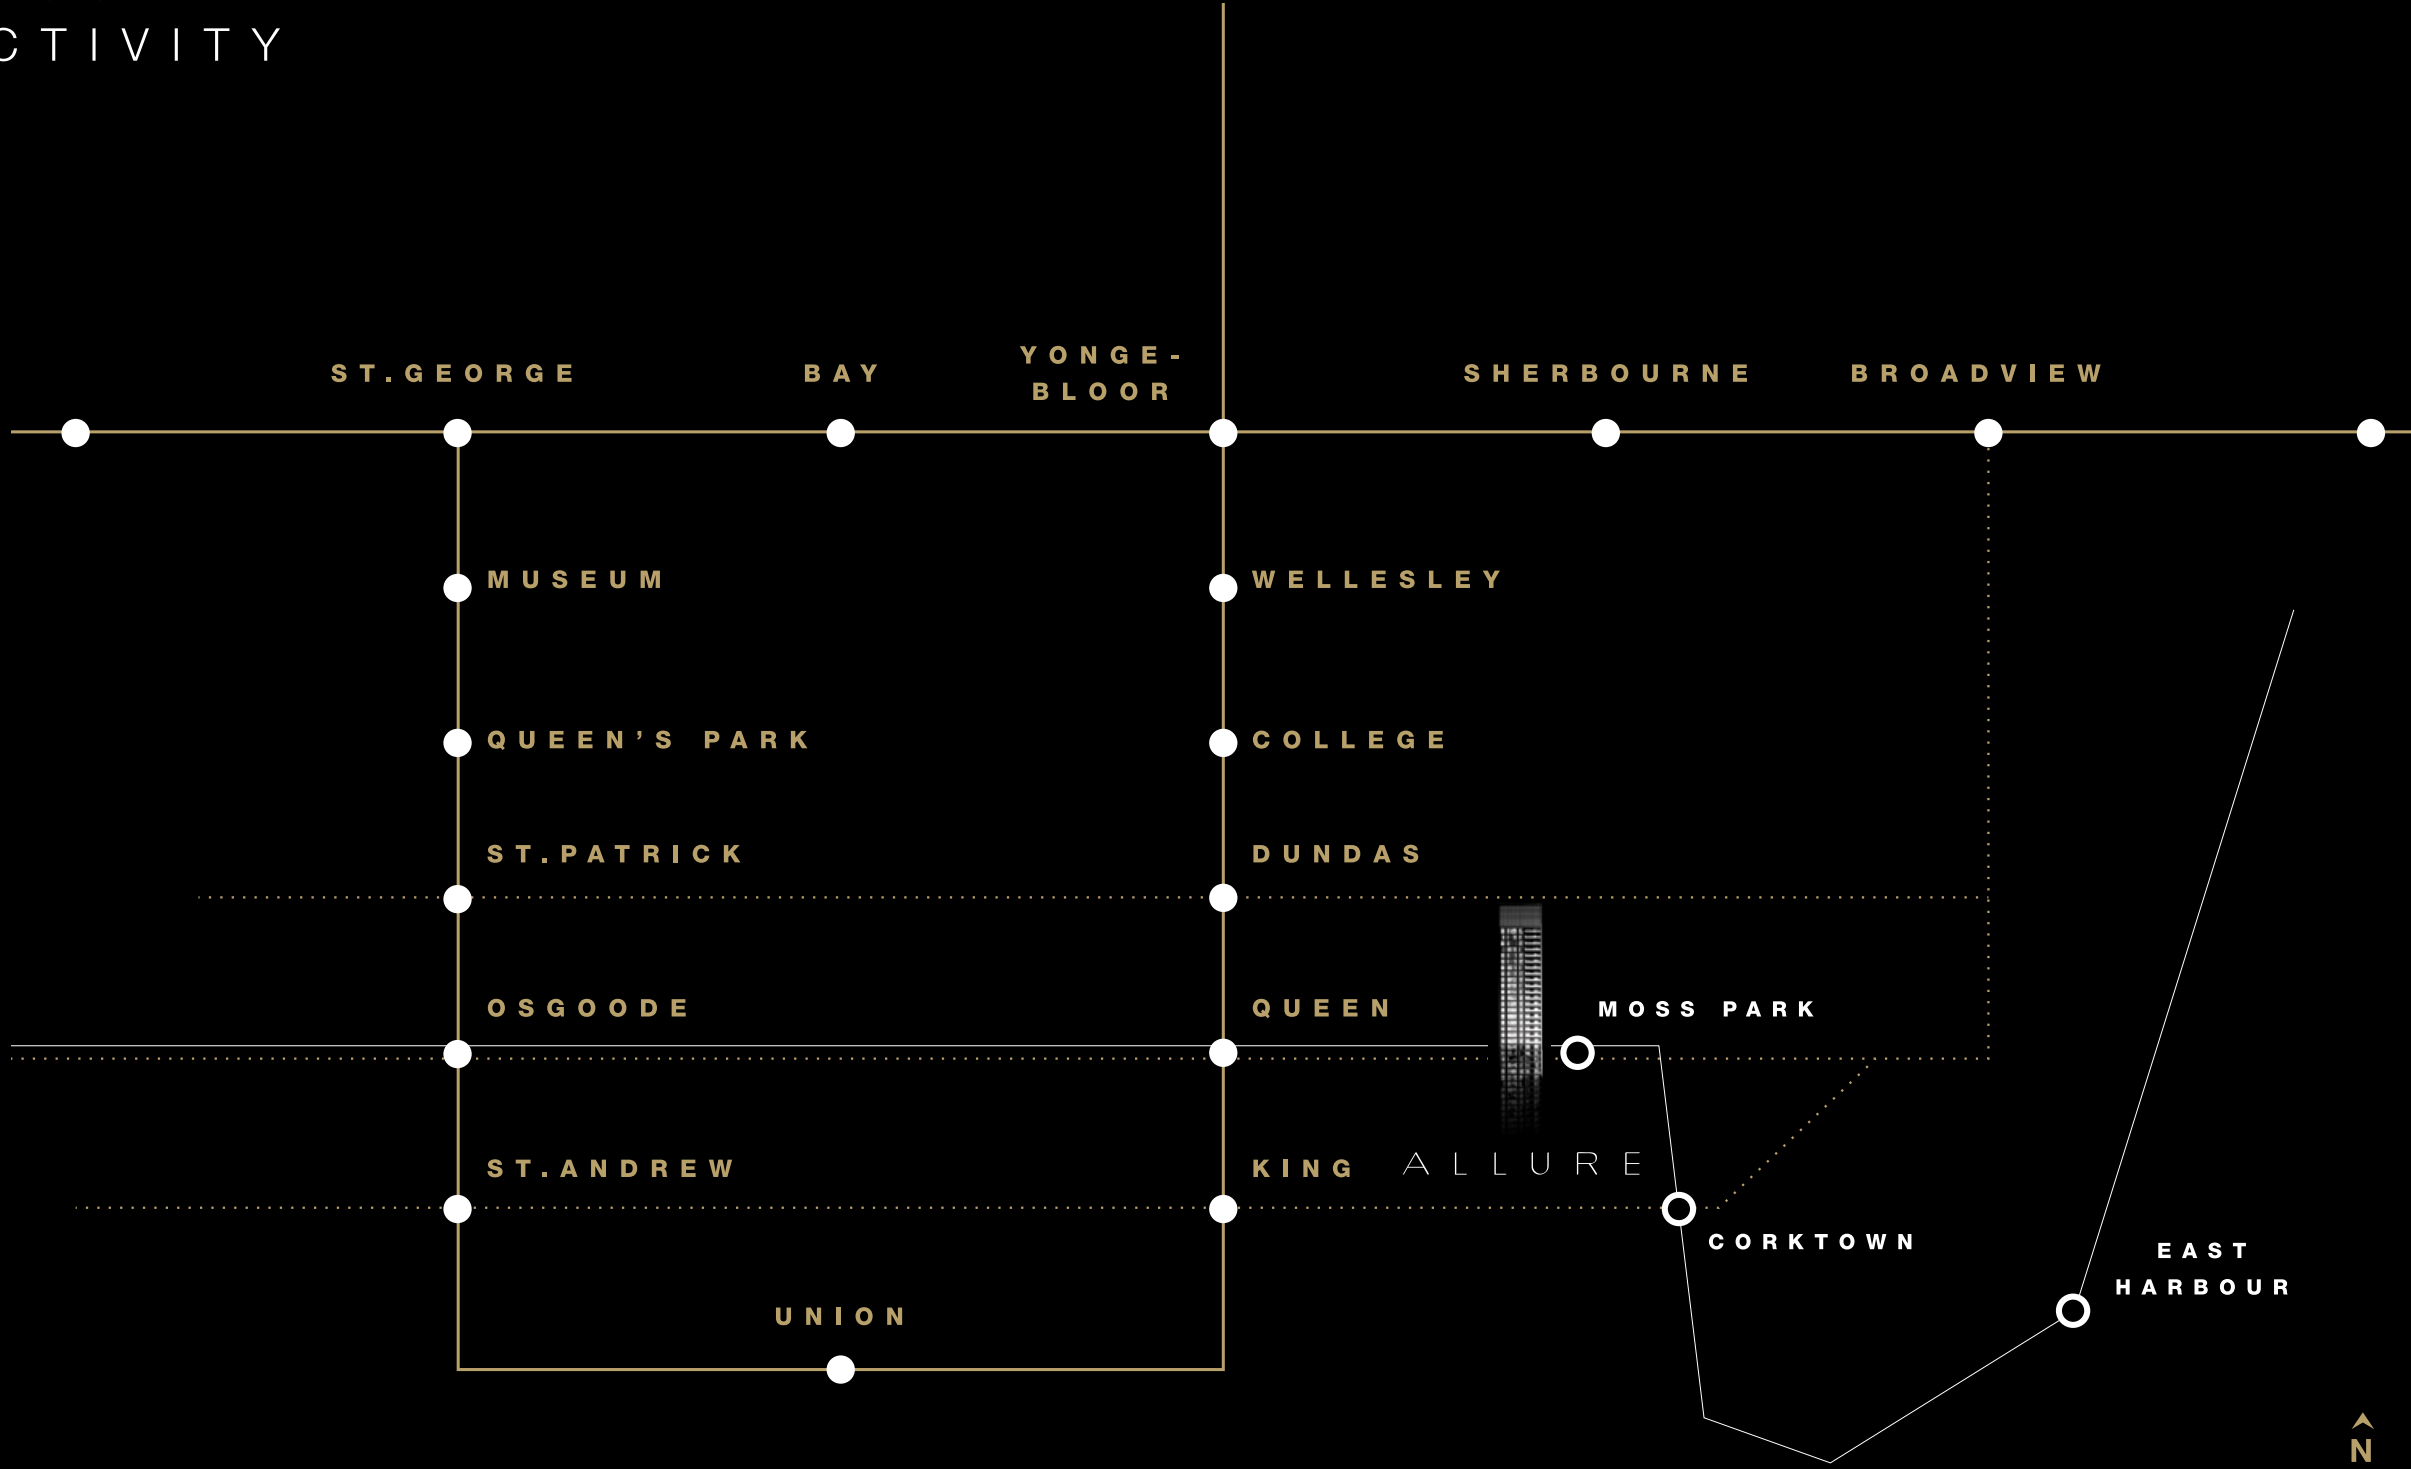 CTIVITY
YONGE-
BLOOR
ST.GEORGE
BAY
SHERBOURNE
BROADVIEW
MUSEUM
WELLESLEY
QUEEN’S PARK
COLLEGE
ST.PATRICK
DUNDAS
OSGOODE
QUEEN
MOSS PARK
ST.ANDREW
KING
ALLURE
CORKTOWN
EAST
HARBOUR
UNION
N